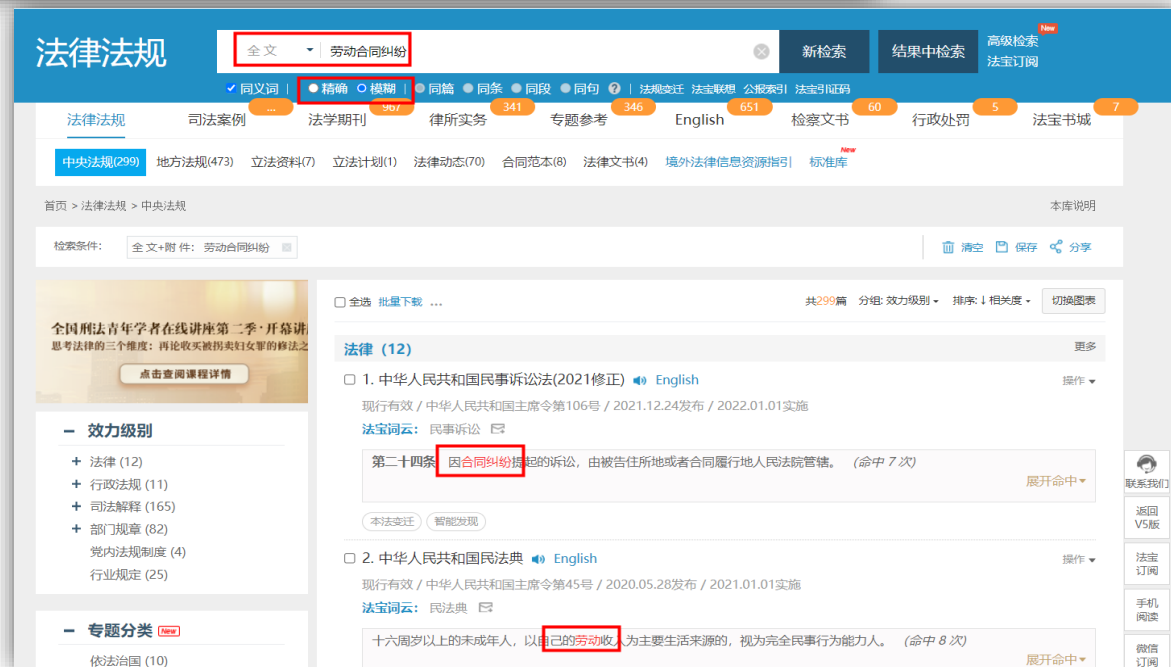 法律法规
全文 劳动合同纠纷 新检索 结果中检索 高级检索 New
法宝订阅
同义词 | 精确 模糊 | 同篇 同条 同段 同句 ? | 法规变迁 法宝联想 公报索引 法宝引证码
... 967 341 346 651 60 5 7
法律法规 司法案例 法学期刊 律所实务 专题参考 English 检察文书 行政处罚 法宝书城
中央法规(299) 地方法规(473) 立法资料(7) 立法计划(1) 法律动态(70) 合同范本(8) 法律文书(4) 境外法律信息资源指引 标准库 New
首页 > 法律法规 > 中央法规 本库说明
检索条件: 全文+附件: 劳动合同纠纷 清空 保存 分享
全国刑法青年学者在线讲座第二季·开幕讲
思考法律的三个维度：再论收买被拐卖妇女罪的修法之
点击查阅课程详情
全选 批量下载 ... 共299篇 分组: 效力级别 排序: 相关度 切换图表
法律 (12) 更多
1. 中华人民共和国民事诉讼法(2021修正) English 操作
现行有效 / 中华人民共和国主席令第106号 / 2021.12.24发布 / 2022.01.01实施
法宝词云： 民事诉讼
第二十四条 因合同纠纷提起的诉讼，由被告住所地或者合同履行地人民法院管辖。 (命中 7 次)
展开命中
本法变迁 智能发现
2. 中华人民共和国民法典 English 操作
现行有效 / 中华人民共和国主席令第45号 / 2020.05.28发布 / 2021.01.01实施
法宝词云： 民法典
十六周岁以上的未成年人，以自己的劳动收入为主要生活来源的，视为完全民事行为能力人。 (命中 8 次)
展开命中
效力级别
法律 (12)
行政法规 (11)
司法解释 (165)
部门规章 (82)
党内法规制度 (4)
行业规定 (25)
专题分类 New
依法治国 (10)
联系我们
返回
V5版
法宝
订阅
手机
阅读
微信
订阅